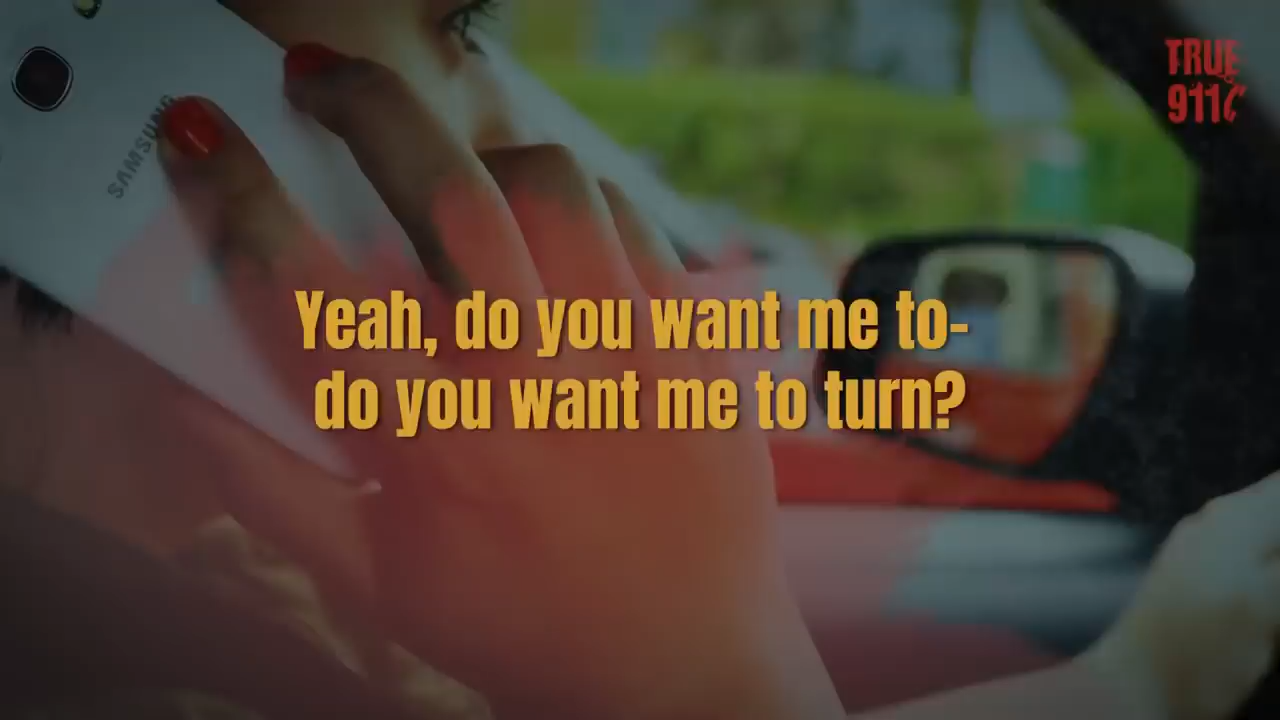 TRUE
911
SAMSUNG
Yeah, do you want me to-
do you want me to turn?